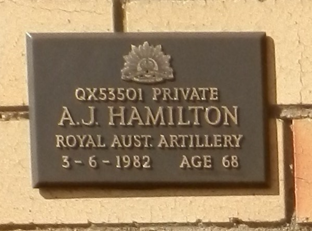 QX53501 PRIVATE
A.J. HAMILTON
ROYAL AUST. ARTILLERY
3-6-1982 AGE 68